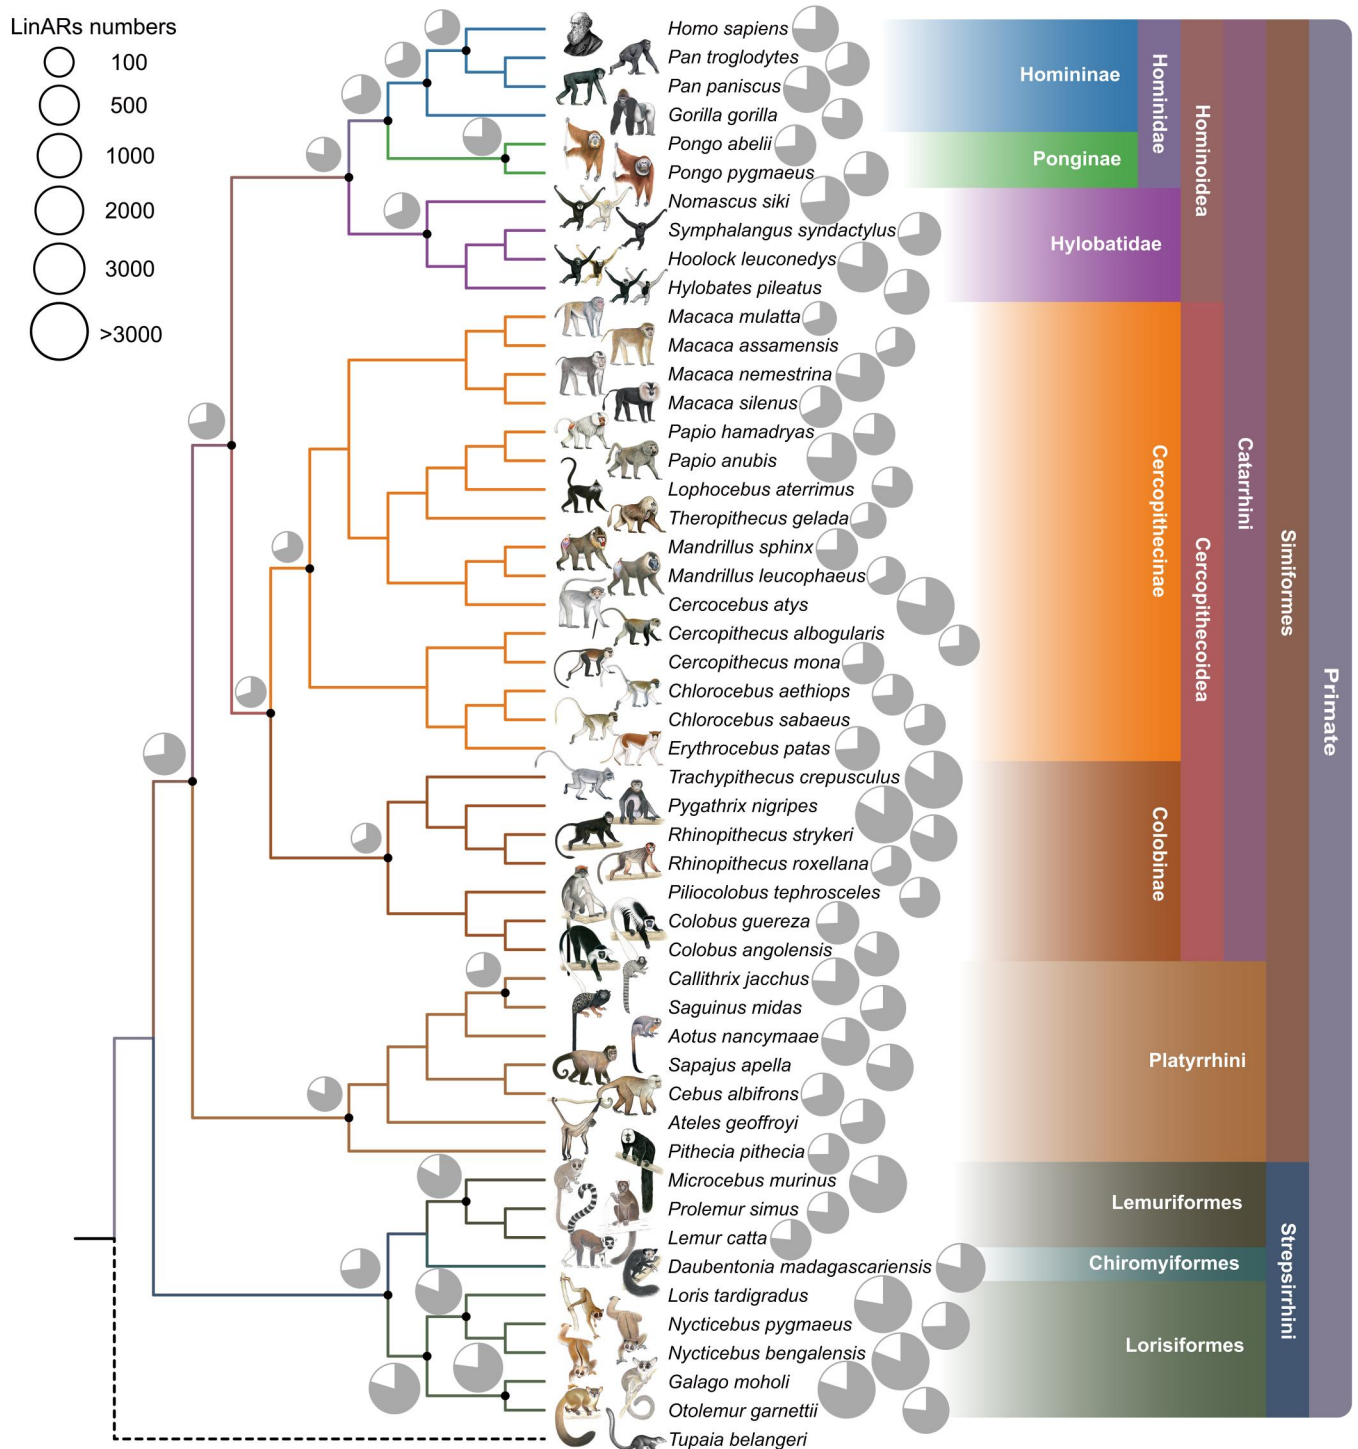 LinARs numbers
100
500
1000
2000
3000
>3000
Homo sapiens
Pan troglodytes
Pan paniscus
Gorilla gorilla
Pongo abelii
Pongo pygmaeus
Nomascus siki
Symphalangus syndactylus
Hoolock leuconedys
Hylobates pileatus
Macaca mulatta
Macaca assamensis
Macaca nemestrina
Macaca silenus
Papio hamadryas
Papio anubis
Lophocebus aterrimus
Theropithecus gelada
Mandrillus sphinx
Mandrillus leucophaeus
Cercocebus atys
Cercopithecus albogularis
Cercopithecus mona
Chlorocebus aethiops
Chlorocebus sabaeus
Erythrocebus patas
Trachypithecus crepusculus
Pygathrix nigripes
Rhinopithecus strykeri
Rhinopithecus roxellana
Piliocolobus tephrosceles
Colobus guereza
Colobus angolensis
Callithrix jacchus
Saguinus midas
Aotus nancymaae
Sapajus apella
Cebus albifrons
Ateles geoffroyi
Pithecia pithecia
Microcebus murinus
Prolemur simus
Lemur catta
Daubentonia madagascariensis
Loris tardigradus
Nycticebus pygmaeus
Nycticebus bengalensis
Galago moholi
Otolemur garnettii
Tupaia belangeri
Homininae
Ponginae
Hylobatidae
Cercopithecinae
Colobinae
Platyrrhini
Lemuriformes
Chiromyiformes
Lorisiformes
Hominidae
Hominoidea
Cercopithecoidea
Catarrhini
Simiformes
Strepsirrhini
Primate